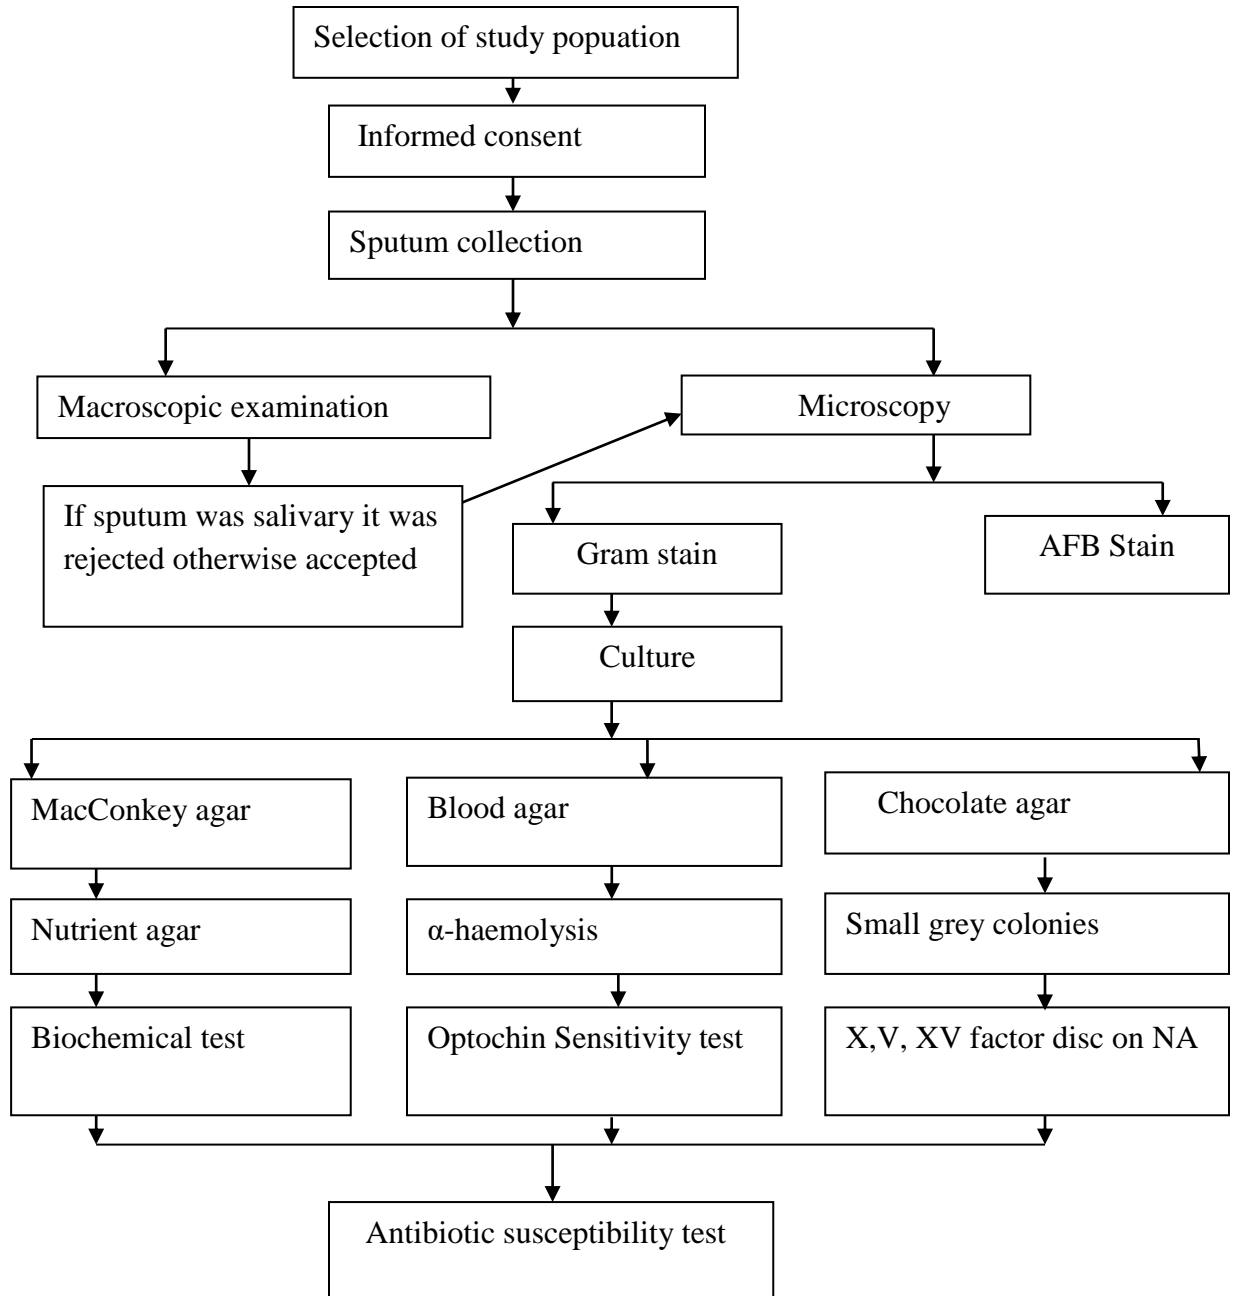 Selection of study popuation
Informed consent
Sputum collection
Macroscopic examination
Microscopy
If sputum was salivary it was
rejected otherwise accepted
Gram stain
AFB Stain
Culture
MacConkey agar
Blood agar
Chocolate agar
Nutrient agar
α-haemolysis
Small grey colonies
Biochemical test
Optochin Sensitivity test
X,V, XV factor disc on NA
Antibiotic susceptibility test